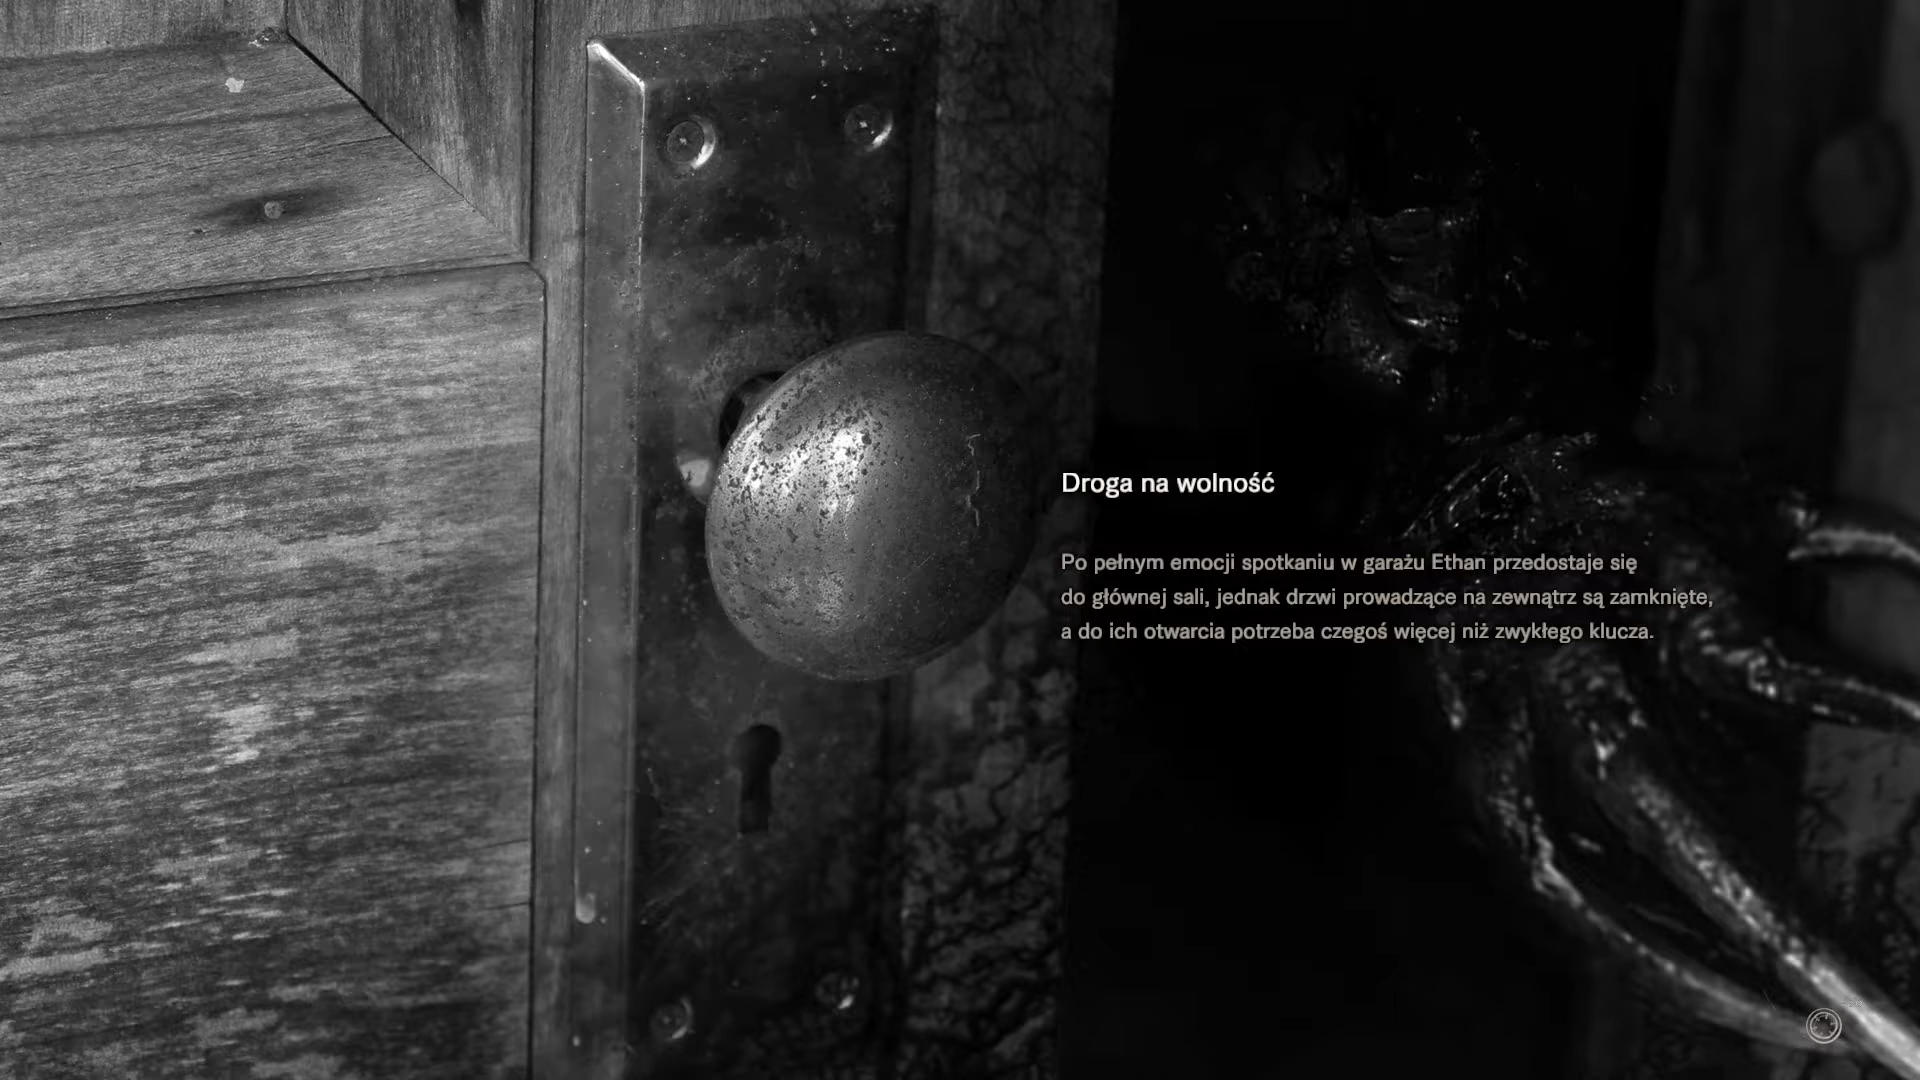 Droga na wolność
Po pełnym emocji spotkaniu w garażu Ethan przedostaje się
do głównej sali, jednak drzwi prowadzące na zewnątrz są zamknięte,
a do ich otwarcia potrzeba czegoś więcej niż zwykłego klucza.